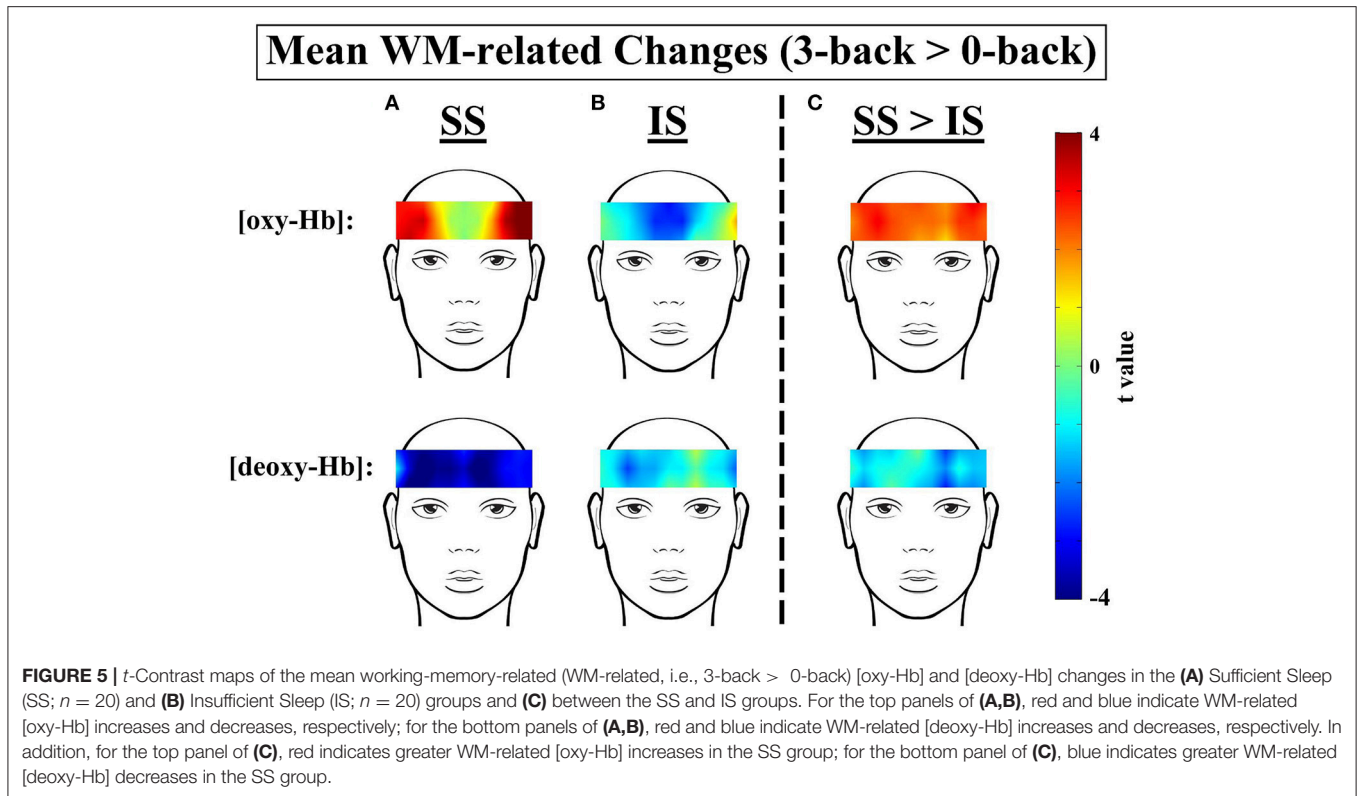 Mean WM-related Changes (3-back > 0-back)
A
SS
B
IS
C
SS > IS
[oxy-Hb]:
[deoxy-Hb]:
4
0
-4
t value
FIGURE 5 | t-Contrast maps of the mean working-memory-related (WM-related, i.e., 3-back > 0-back) [oxy-Hb] and [deoxy-Hb] changes in the (A) Sufficient Sleep
(SS; n = 20) and (B) Insufficient Sleep (IS; n = 20) groups and (C) between the SS and IS groups. For the top panels of (A,B), red and blue indicate WM-related
[oxy-Hb] increases and decreases, respectively; for the bottom panels of (A,B), red and blue indicate WM-related [deoxy-Hb] increases and decreases, respectively. In
addition, for the top panel of (C), red indicates greater WM-related [oxy-Hb] increases in the SS group; for the bottom panel of (C), blue indicates greater WM-related
[deoxy-Hb] decreases in the SS group.